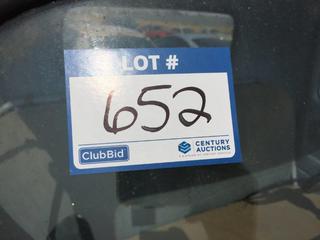 LOT #
652
ClubBid
CENTURY
AUCTIONS